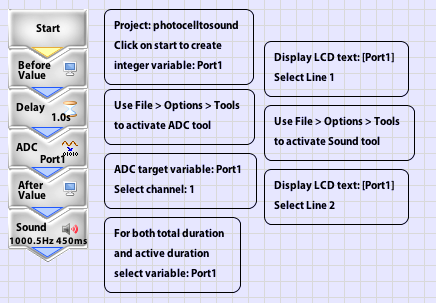 Start
Before
Value
Delay
1.0s
ADC
Port1
After
Value
Sound
1000.5Hz 450ms
Project: photocelltosound
Click on start to create
integer variable: Port1
Display LCD text: [Port1]
Select Line 1
Use File > Options > Tools
to activate ADC tool
Use File > Options > Tools
to activate Sound tool
ADC target variable: Port1
Select channel: 1
Display LCD text: [Port1]
Select Line 2
For both total duration
and active duration
select variable: Port1